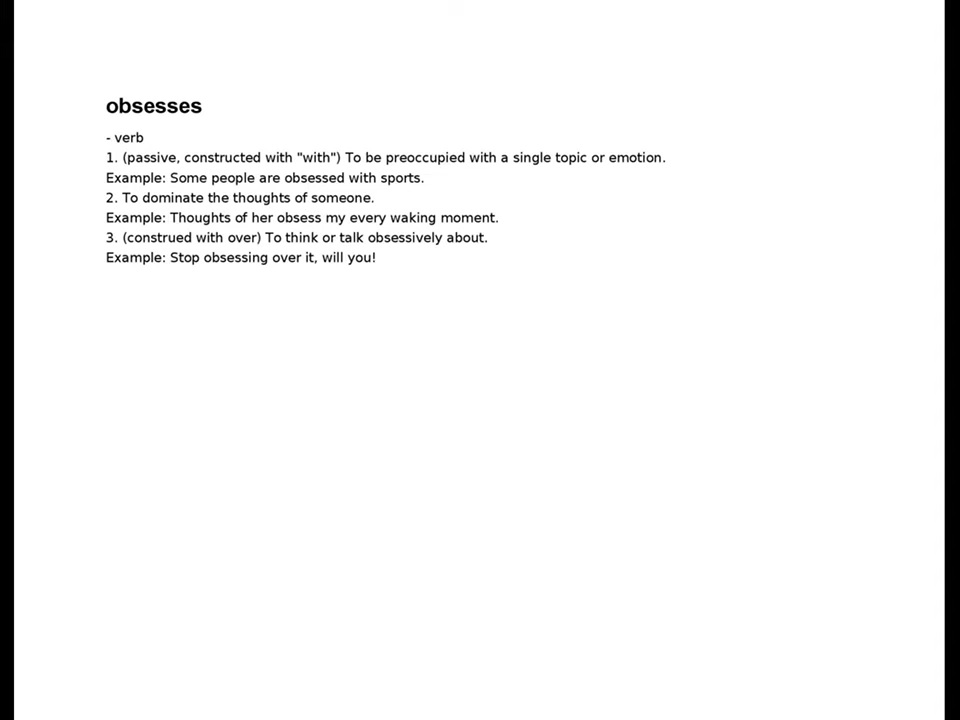 obsesses
- verb
1. (passive, constructed with "with") To be preoccupied with a single topic or emotion.
Example: Some people are obsessed with sports.
2. To dominate the thoughts of someone.
Example: Thoughts of her obsess my every waking moment.
3. (construed with over) To think or talk obsessively about.
Example: Stop obsessing over it, will you!